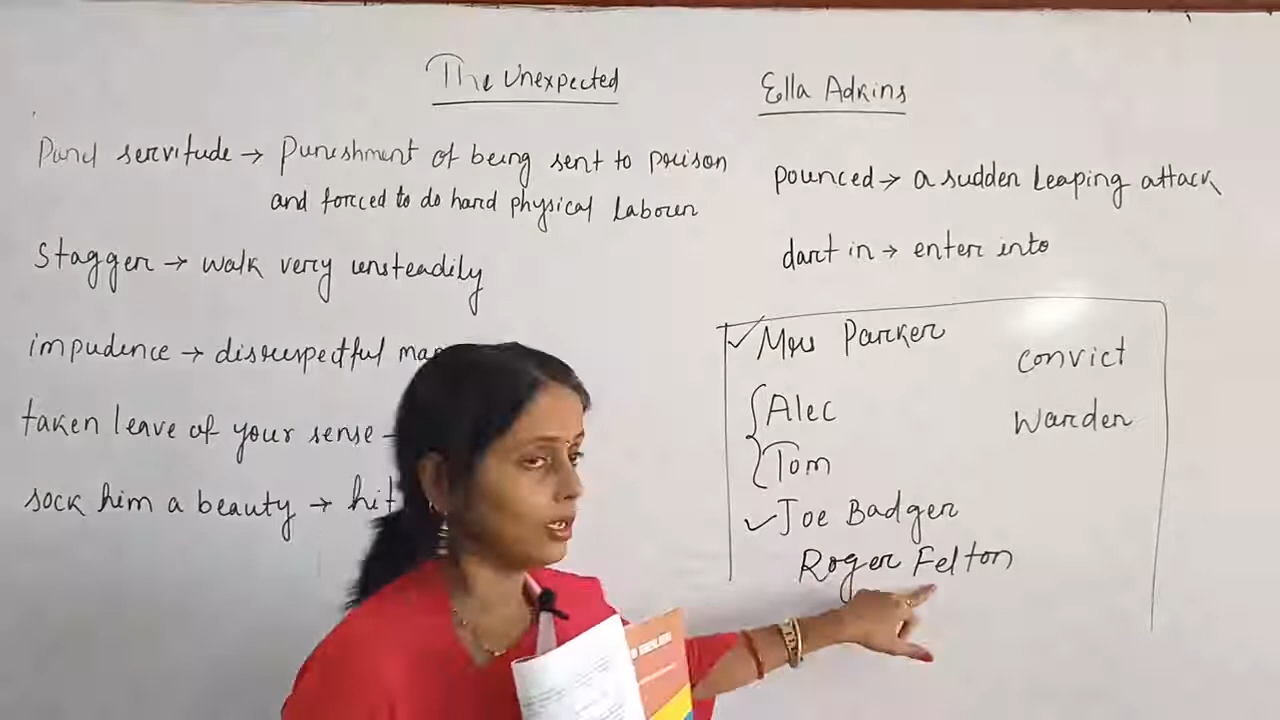 The Unexpected
Ella Adkins
Panel servitude → Punishment of being sent to prison
and forced to do hard physical Labour
Stagger → walk very unsteadily
impudence → disrespectful
taken leave of your sense
sock him a beauty → hit
pounced → a sudden leaping attack
dart in → enter into
✓ Mrs Parker
Alec
Tom
✓ Joe Badger
Roger Felton
convict
Warden